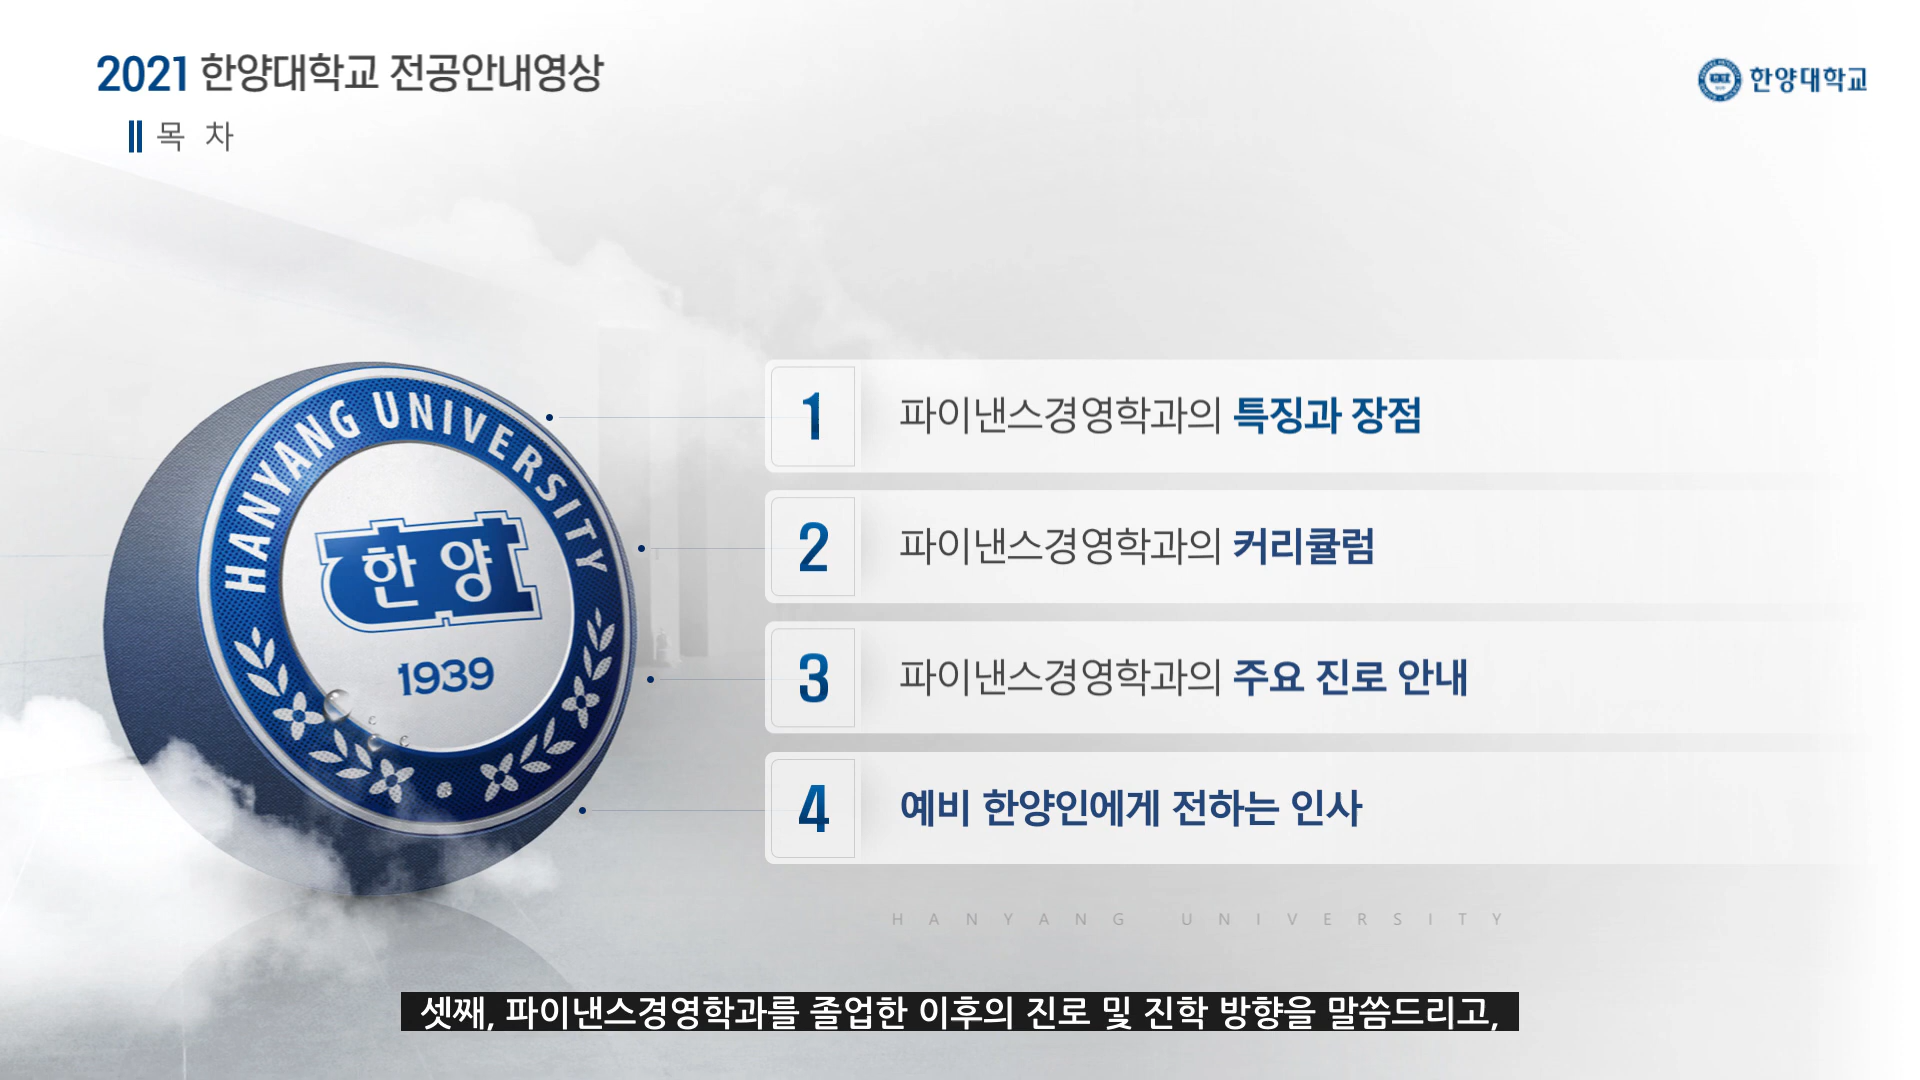 2021 한양대학교 전공안내영상
목 차
한양대학교
HANYANG UNIVERSITY
한양
1939
1 파이낸스경영학과의 특징과 장점
2 파이낸스경영학과의 커리큘럼
3 파이낸스경영학과의 주요 진로 안내
4 예비 한양인에게 전하는 인사
HANYANG UNIVERSITY
셋째, 파이낸스경영학과를 졸업한 이후의 진로 및 진학 방향을 말씀드리고,